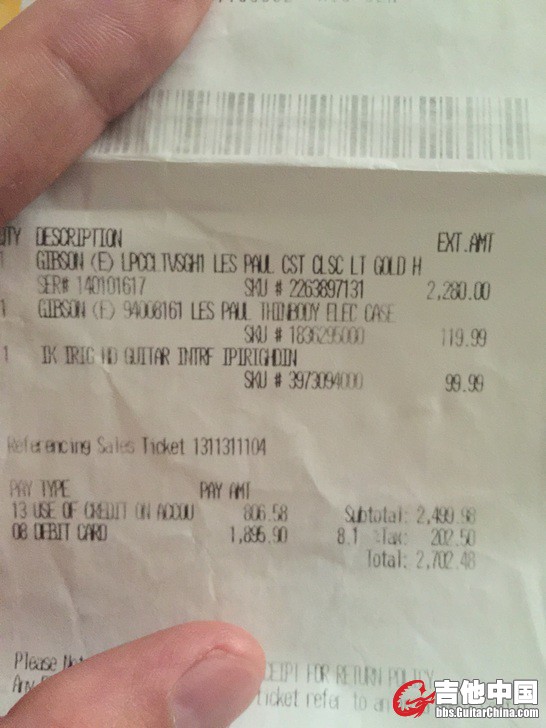 QTY DESCRIPTION EXT.AMT
1 GIBSON (E) LPCCLTVSGH1 LES PAUL CST CLSC LT GOLD H
SER# 140101617 SKU # 2263897131 2,280.00
1 GIBSON (E) 94008161 LES PAUL THINBODY ELEC CASE
SKU # 1836295000 119.99
1 IK IRIG HD GUITAR INTRF IPIRIGHDIN
SKU # 3973094000 99.99
Referencing Sales Ticket 1311311104
PAY TYPE PAY AMT
13 USE OF CREDIT ON ACCOU 806.58 Subtotal: 2,499.98
08 DEBIT CARD 1,895.90 8.1 Tax: 202.50
Total: 2,702.48
Please
FOR RETURN POLICY
ticket refer to an
吉他中国
bbs.GuitarChina.com